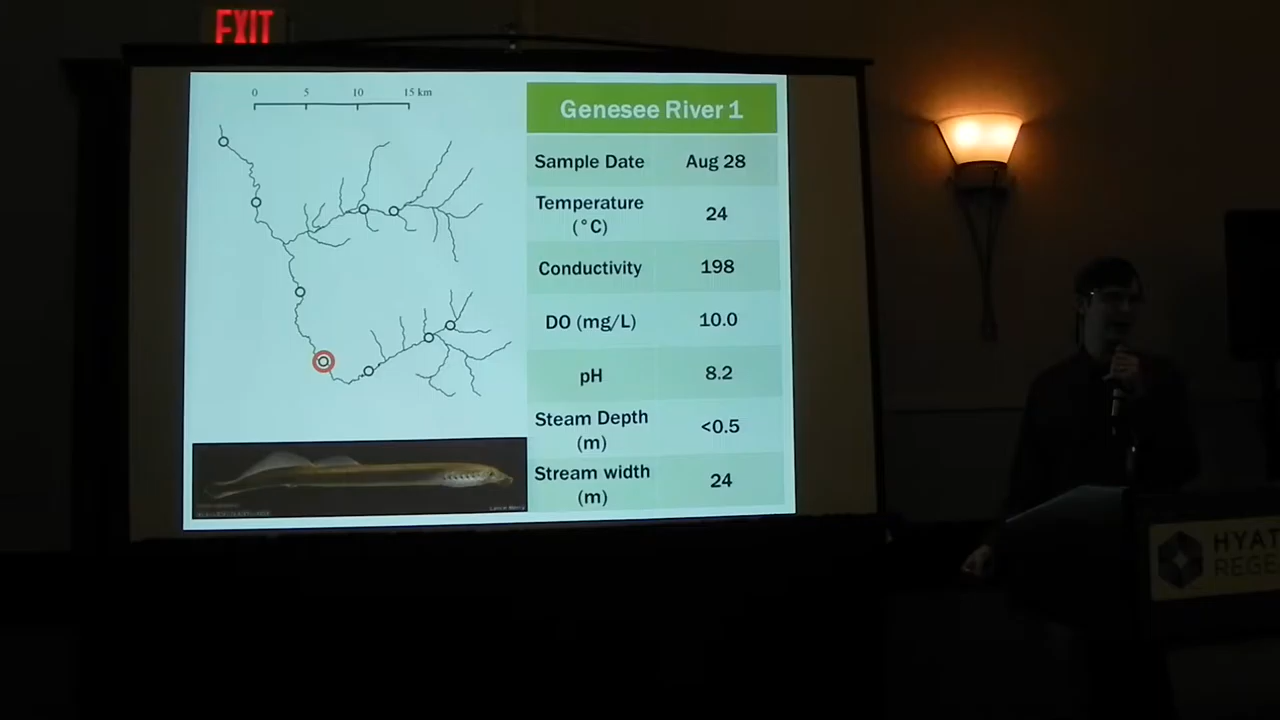 EXIT
0 5 10 15 km
Genesee River 1
Sample Date Aug 28
Temperature
(°C) 24
Conductivity 198
DO (mg/L) 10.0
pH 8.2
Steam Depth
(m) <0.5
Stream width
(m) 24
HYAT
REGE